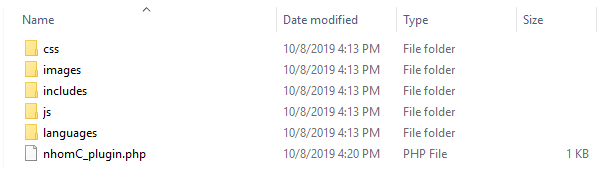 Name Date modified Type Size
css 10/8/2019 4:13 PM File folder
images 10/8/2019 4:13 PM File folder
includes 10/8/2019 4:13 PM File folder
js 10/8/2019 4:13 PM File folder
languages 10/8/2019 4:13 PM File folder
nhomC_plugin.php 10/8/2019 4:20 PM PHP File 1 KB